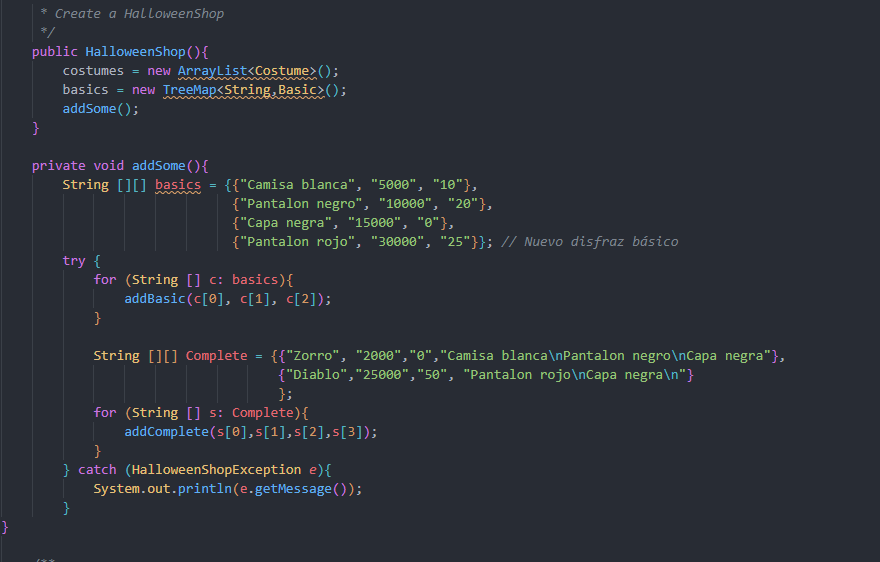 * Create a HalloweenShop
*/
public HalloweenShop(){
costumes = new ArrayList<Costume>();
basics = new TreeMap<String,Basic>();
addSome();
}
private void addSome(){
String [][] basics = {{"Camisa blanca", "5000", "10"},
{"Pantalon negro", "10000", "20"},
{"Capa negra", "15000", "0"},
{"Pantalon rojo", "30000", "25"}}; // Nuevo disfraz básico
try {
for (String [] c: basics){
addBasic(c[0], c[1], c[2]);
}
String [][] Complete = {{"Zorro", "2000","0","Camisa blanca\nPantalon negro\nCapa negra"},
{"Diablo","25000","50", "Pantalon rojo\nCapa negra\n"}
};
for (String [] s: Complete){
addComplete(s[0],s[1],s[2],s[3]);
}
} catch (HalloweenShopException e){
System.out.println(e.getMessage());
}
}
/**